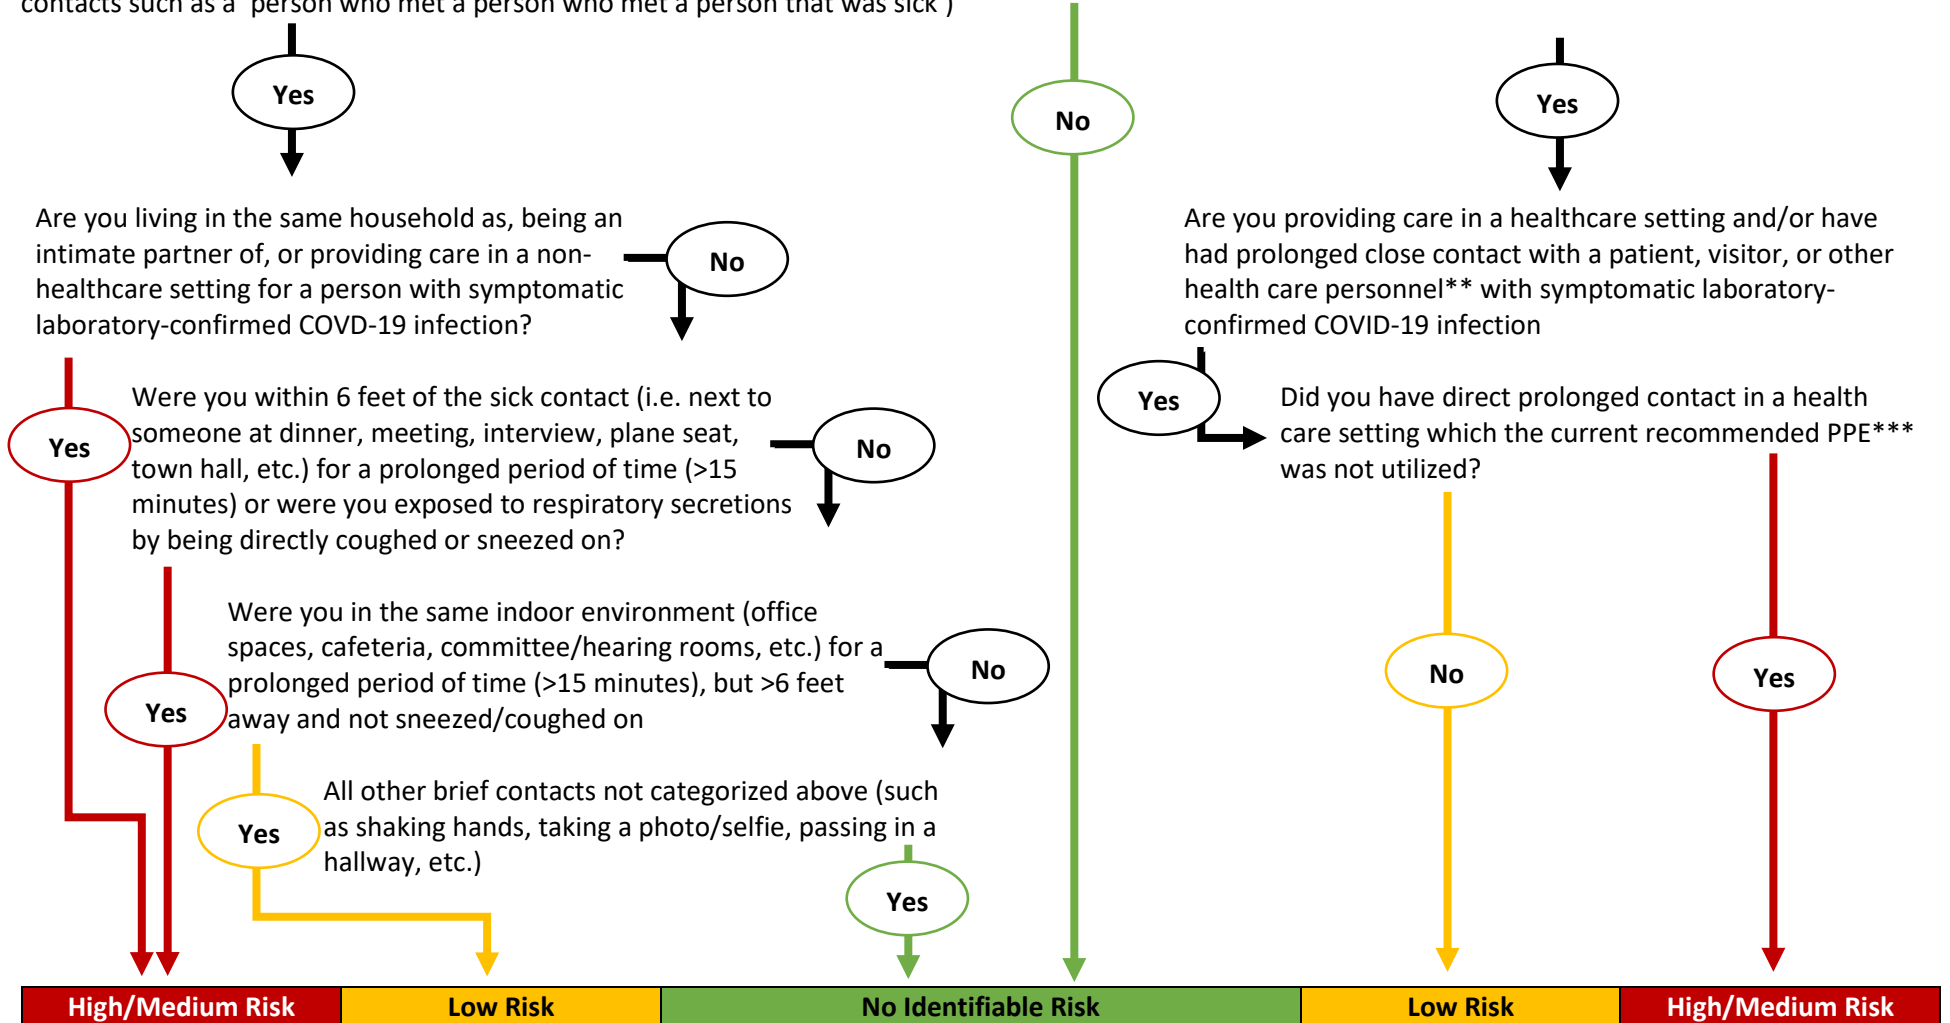 contacts such as a "person who met a person who met a person that was sick")
Yes
No
Yes
Are you living in the same household as, being an
intimate partner of, or providing care in a non-
healthcare setting for a person with symptomatic
laboratory-confirmed COVD-19 infection?
No
Are you providing care in a healthcare setting and/or have
had prolonged close contact with a patient, visitor, or other
health care personnel** with symptomatic laboratory-
confirmed COVID-19 infection
Yes
Were you within 6 feet of the sick contact (i.e. next to
someone at dinner, meeting, interview, plane seat,
town hall, etc.) for a prolonged period of time (>15
minutes) or were you exposed to respiratory secretions
by being directly coughed or sneezed on?
No
Yes
Did you have direct prolonged contact in a health
care setting which the current recommended PPE***
was not utilized?
Yes
Were you in the same indoor environment (office
spaces, cafeteria, committee/hearing rooms, etc.) for a
prolonged period of time (>15 minutes), but >6 feet
away and not sneezed/coughed on
No
No
Yes
Yes
All other brief contacts not categorized above (such
as shaking hands, taking a photo/selfie, passing in a
hallway, etc.)
Yes
High/Medium Risk
Low Risk
No Identifiable Risk
Low Risk
High/Medium Risk